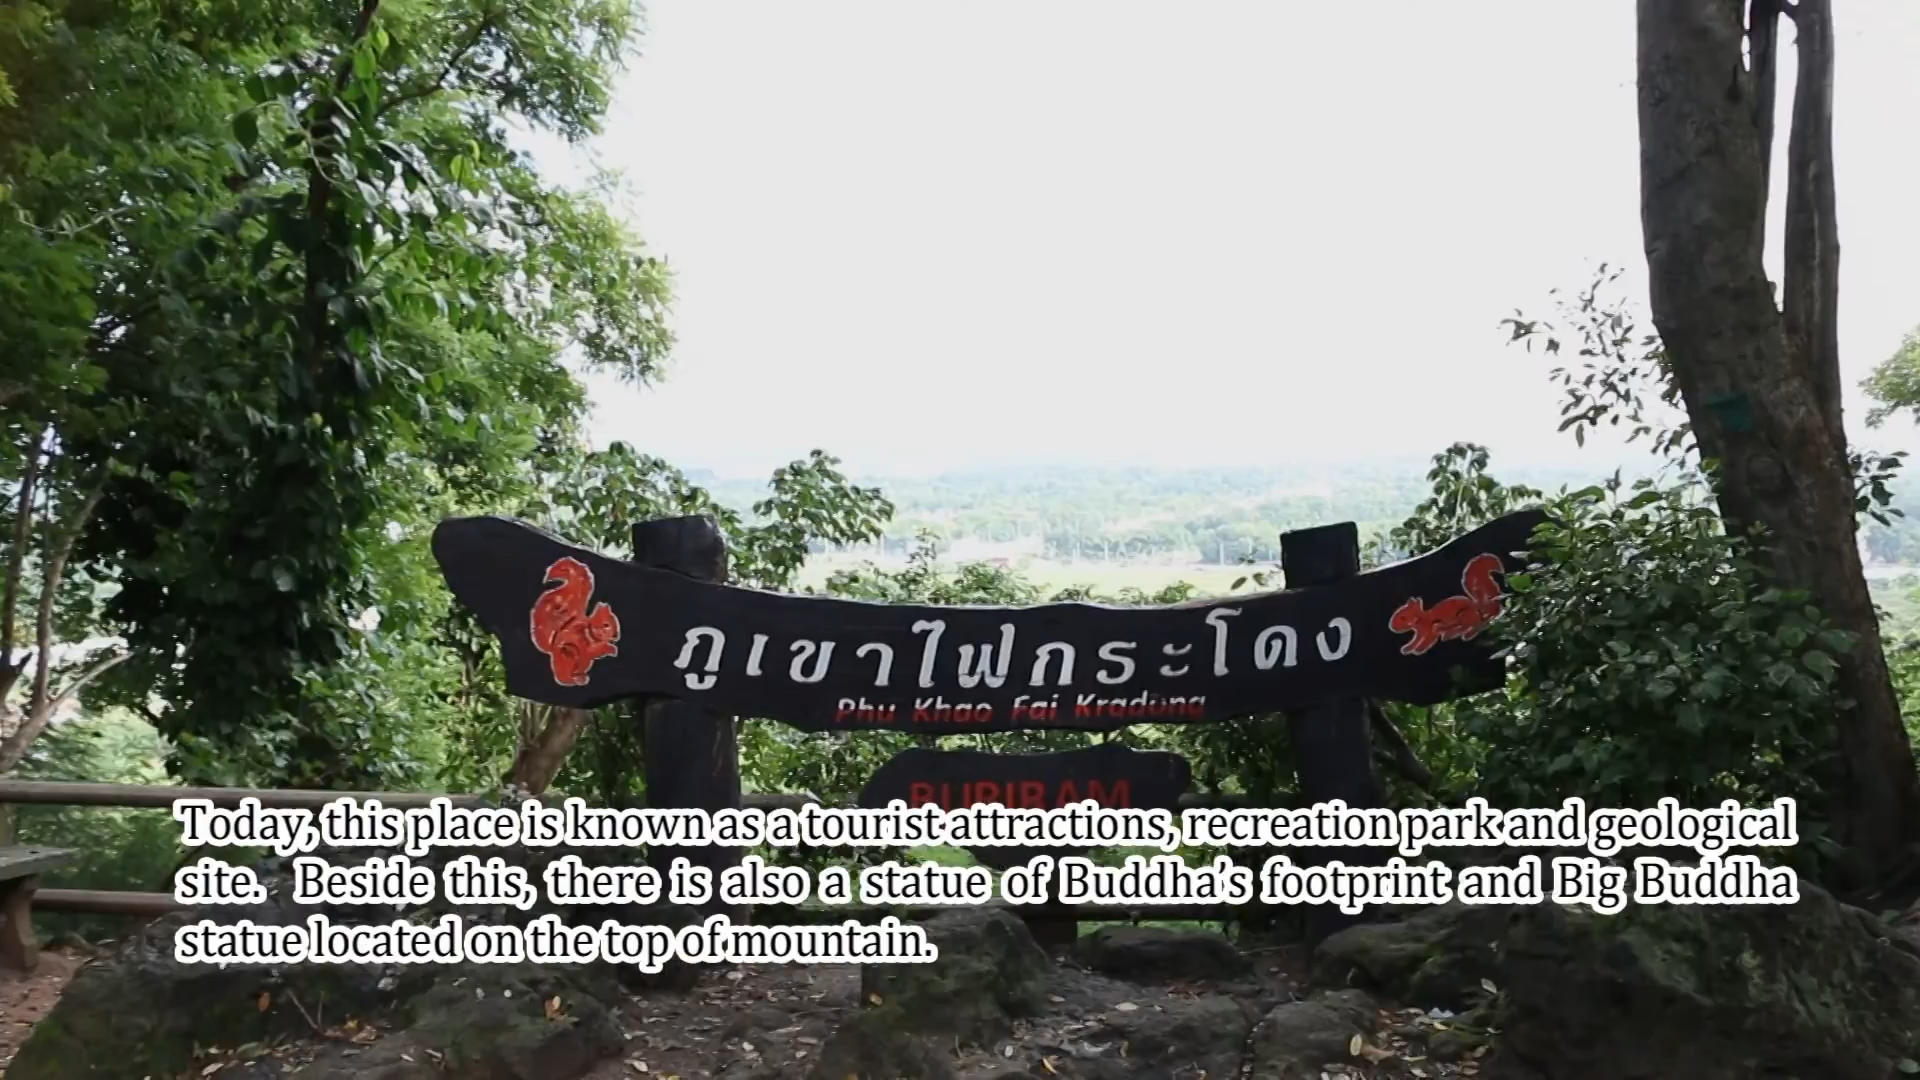 ภูเขาไฟกระโดง
Phu Khao Fai Kradong
BURIRAM
Today, this place is known as a tourist attractions, recreation park and geological
site. Beside this, there is also a statue of Buddha's footprint and Big Buddha
statue located on the top of mountain.